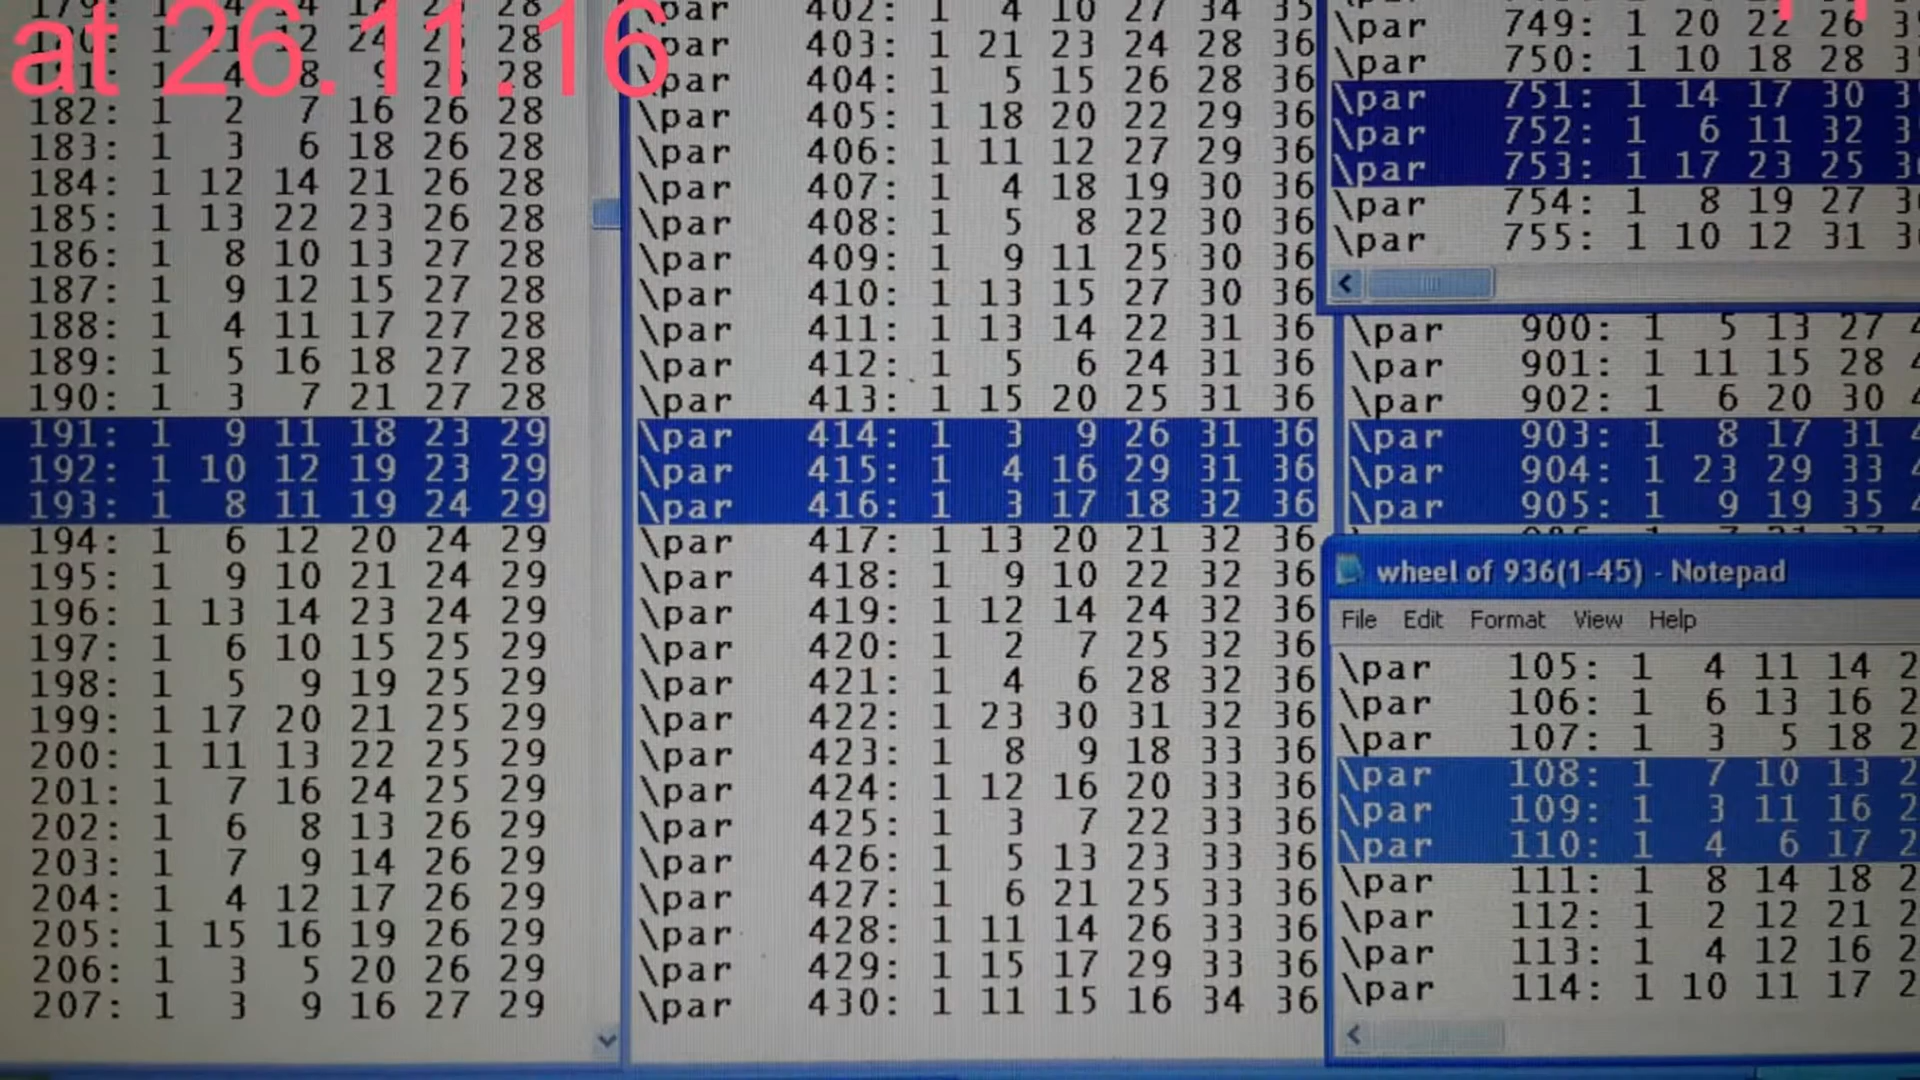 at 26.11.16
182: 1 2 7 16 26 28
183: 1 3 6 18 26 28
184: 1 12 14 21 26 28
185: 1 13 22 23 26 28
186: 1 8 10 13 27 28
187: 1 9 12 15 27 28
188: 1 4 11 17 27 28
189: 1 5 16 18 27 28
190: 1 3 7 21 27 28
191: 1 9 11 18 23 29
192: 1 10 12 19 23 29
193: 1 8 11 19 24 29
194: 1 6 12 20 24 29
195: 1 9 10 21 24 29
196: 1 13 14 23 24 29
197: 1 6 10 15 25 29
198: 1 5 9 19 25 29
199: 1 17 20 21 25 29
200: 1 11 13 22 25 29
201: 1 7 16 24 25 29
202: 1 6 8 13 26 29
203: 1 7 9 14 26 29
204: 1 4 12 17 26 29
205: 1 15 16 19 26 29
206: 1 3 5 20 26 29
207: 1 3 9 16 27 29
\par 402: 1 4 10 27 34 35
\par 403: 1 21 23 24 28 36
\par 404: 1 5 15 26 28 36
\par 405: 1 18 20 22 29 36
\par 406: 1 11 12 27 29 36
\par 407: 1 4 18 19 30 36
\par 408: 1 5 8 22 30 36
\par 409: 1 9 11 25 30 36
\par 410: 1 13 15 27 30 36
\par 411: 1 13 14 22 31 36
\par 412: 1 5 6 24 31 36
\par 413: 1 15 20 25 31 36
\par 414: 1 3 9 26 31 36
\par 415: 1 4 16 29 31 36
\par 416: 1 3 17 18 32 36
\par 417: 1 13 20 21 32 36
\par 418: 1 9 10 22 32 36
\par 419: 1 12 14 24 32 36
\par 420: 1 2 7 25 32 36
\par 421: 1 4 6 28 32 36
\par 422: 1 23 30 31 32 36
\par 423: 1 8 9 18 33 36
\par 424: 1 12 16 20 33 36
\par 425: 1 3 7 22 33 36
\par 426: 1 5 13 23 33 36
\par 427: 1 6 21 25 33 36
\par 428: 1 11 14 26 33 36
\par 429: 1 15 17 29 33 36
\par 430: 1 11 15 16 34 36
\par 749: 1 20 22 26
\par 750: 1 10 18 28
\par 751: 1 14 17 30
\par 752: 1 6 11 32
\par 753: 1 17 23 25
\par 754: 1 8 19 27
\par 755: 1 10 12 31
\par 900: 1 5 13 27
\par 901: 1 11 15 28
\par 902: 1 6 20 30
\par 903: 1 8 17 31
\par 904: 1 23 29 33
\par 905: 1 9 19 35
wheel of 936(1-45) - Notepad
File Edit Format View Help
\par 105: 1 4 11 14
\par 106: 1 6 13 16
\par 107: 1 3 5 18
\par 108: 1 7 10 13
\par 109: 1 3 11 16
\par 110: 1 4 6 17
\par 111: 1 8 14 18
\par 112: 1 2 12 21
\par 113: 1 4 12 16
\par 114: 1 10 11 17